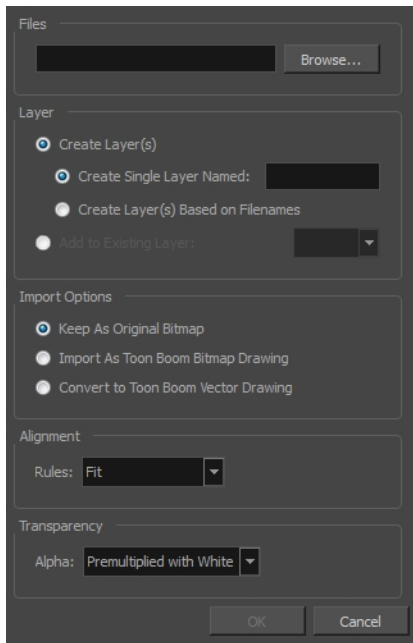 Files
Browse...
Layer
Create Layer(s)
Create Single Layer Named:
Create Layer(s) Based on Filenames
Add to Existing Layer:
Import Options
Keep As Original Bitmap
Import As Toon Boom Bitmap Drawing
Convert to Toon Boom Vector Drawing
Alignment
Rules: Fit
Transparency
Alpha: Premultiplied with White
OK Cancel